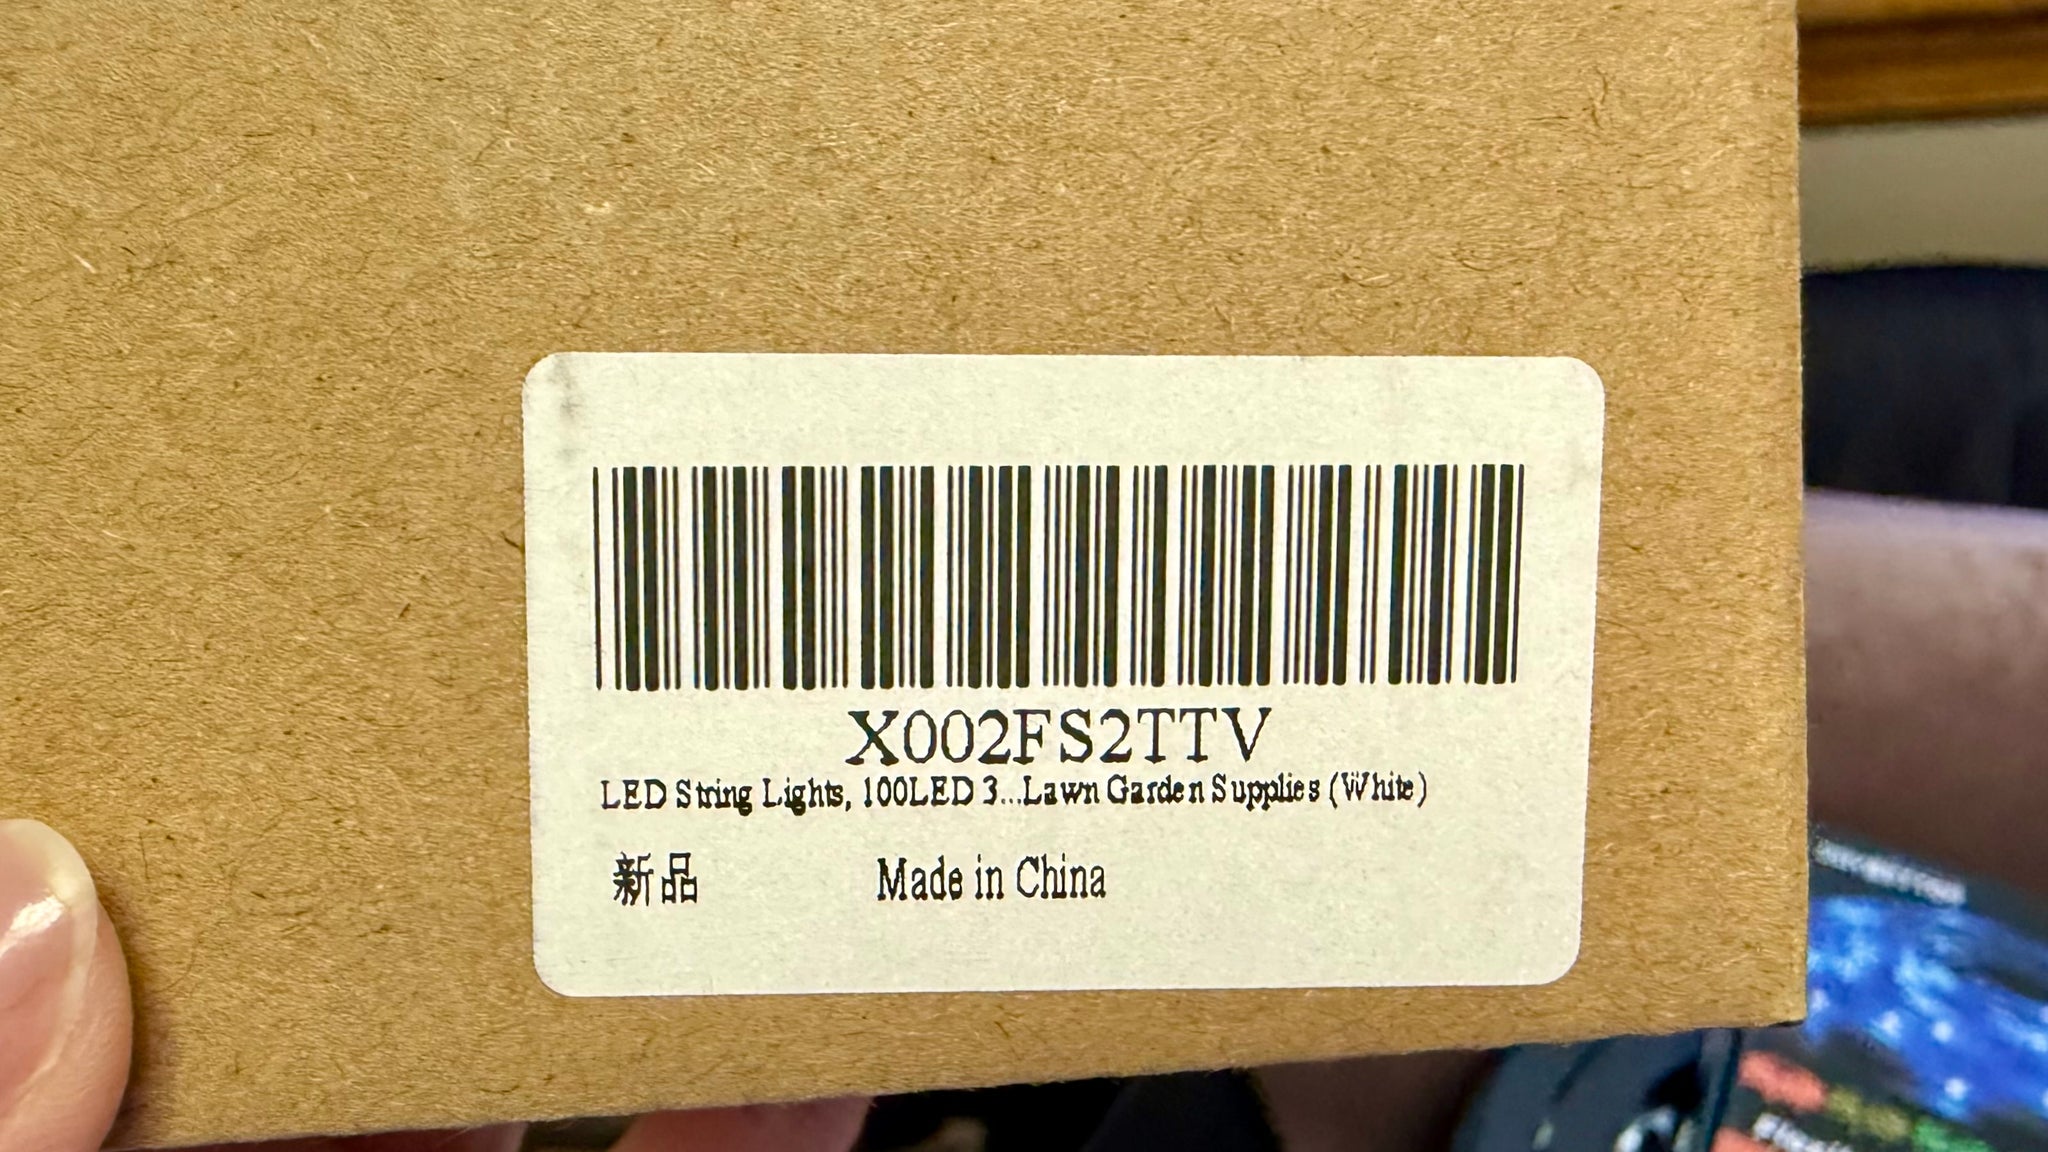 X002FS2TTV
LED String Lights, 100LED 3...Lawn Garden Supplies (White)
新品 Made in China